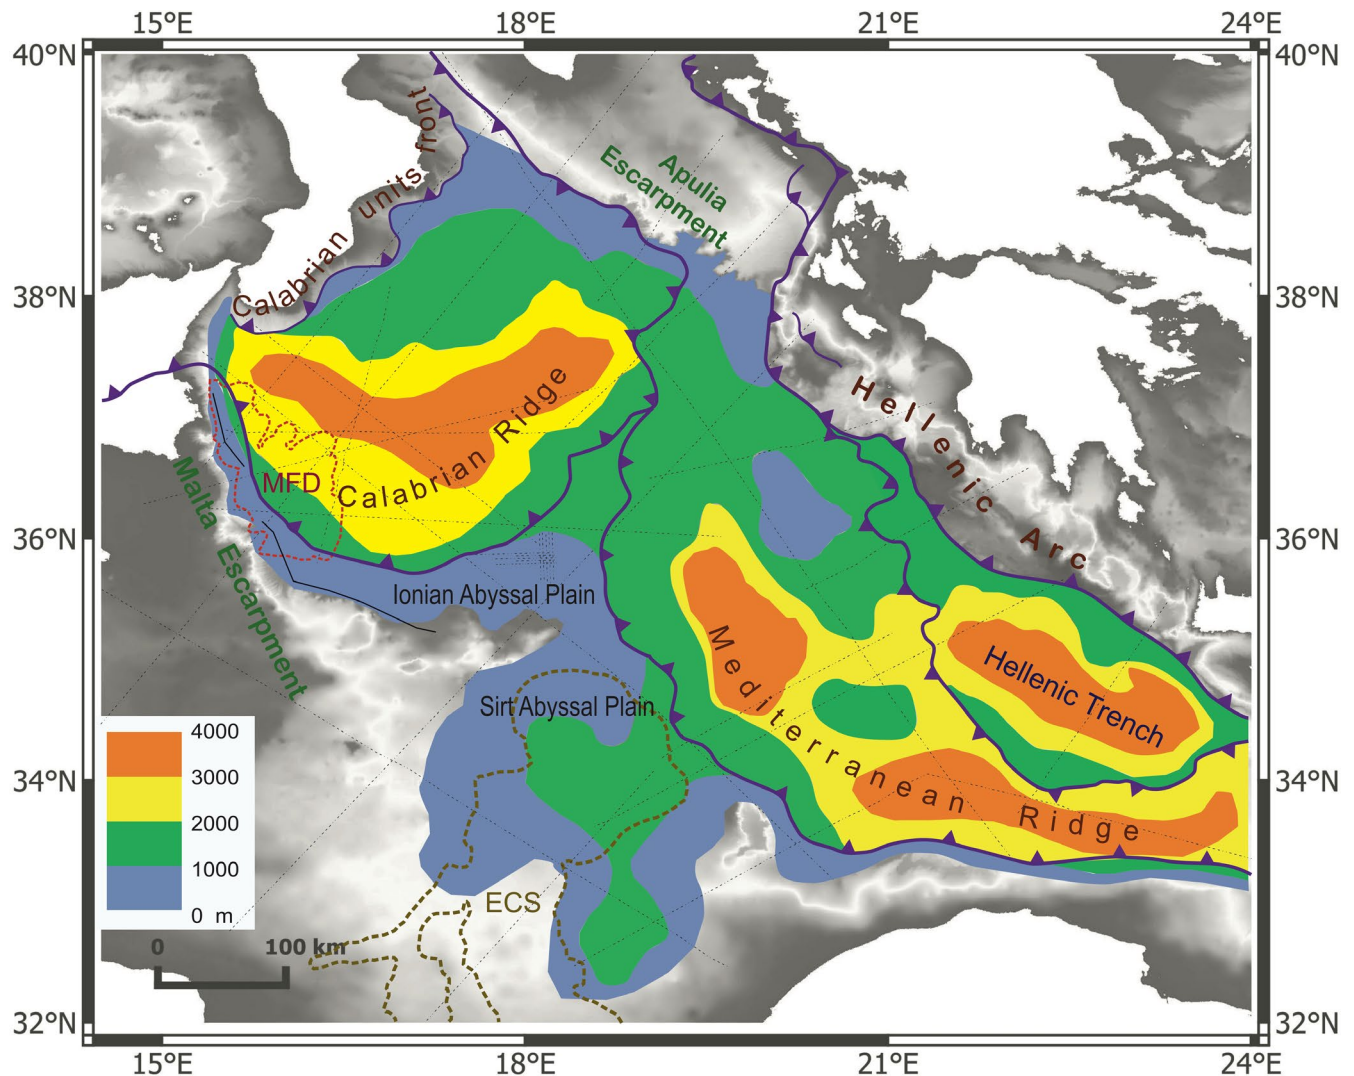 15°E
18°E
21°E
24°E
40°N
40°N
Calabrian units front
Apulia
Escarpment
38°N
38°N
Hellenic Arc
Calabrian Ridge
MFD
Malta Escarpment
36°N
36°N
Ionian Abyssal Plain
Sirt Abyssal Plain
Mediterranean Ridge
Hellenic Trench
4000
3000
2000
1000
0 m
34°N
34°N
ECS
0
100 km
32°N
32°N
15°E
18°E
21°E
24°E